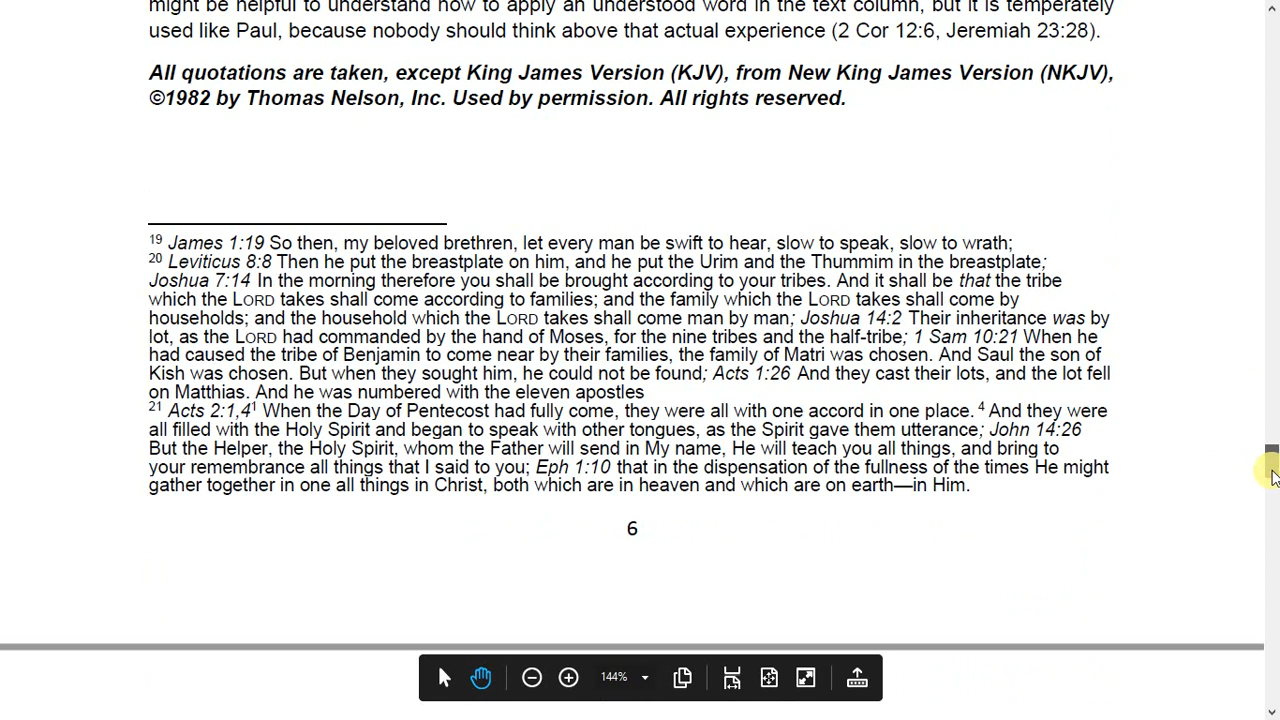 might be helpful to understand how to apply an understood word in the text column, but it is temperately
used like Paul, because nobody should think above that actual experience (2 Cor 12:6, Jeremiah 23:28).
All quotations are taken, except King James Version (KJV), from New King James Version (NKJV),
©1982 by Thomas Nelson, Inc. Used by permission. All rights reserved.
19 James 1:19 So then, my beloved brethren, let every man be swift to hear, slow to speak, slow to wrath;
20 Leviticus 8:8 Then he put the breastplate on him, and he put the Urim and the Thummim in the breastplate;
Joshua 7:14 In the morning therefore you shall be brought according to your tribes. And it shall be that the tribe
which the LORD takes shall come according to families; and the family which the LORD takes shall come by
households; and the household which the LORD takes shall come man by man; Joshua 14:2 Their inheritance was by
lot, as the LORD had commanded by the hand of Moses, for the nine tribes and the half-tribe; 1 Sam 10:21 When he
had caused the tribe of Benjamin to come near by their families, the family of Matri was chosen. And Saul the son of
Kish was chosen. But when they sought him, he could not be found; Acts 1:26 And they cast their lots, and the lot fell
on Matthias. And he was numbered with the eleven apostles
21 Acts 2:1,4 1 When the Day of Pentecost had fully come, they were all with one accord in one place. 4 And they were
all filled with the Holy Spirit and began to speak with other tongues, as the Spirit gave them utterance; John 14:26
But the Helper, the Holy Spirit, whom the Father will send in My name, He will teach you all things, and bring to
your remembrance all things that I said to you; Eph 1:10 that in the dispensation of the fullness of the times He might
gather together in one all things in Christ, both which are in heaven and which are on earth—in Him.
6
144%